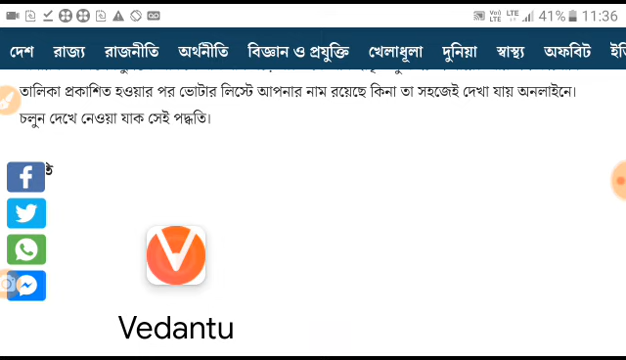 41% 11:36
দেশ রাজ্য রাজনীতি অর্থনীতি বিজ্ঞান ও প্রযুক্তি খেলাধূলা দুনিয়া স্বাস্থ্য অফবিট
তালিকা প্রকাশিত হওয়ার পর ভোটার লিস্টে আপনার নাম রয়েছে কিনা তা সহজেই দেখা যায় অনলাইনে।
চলুন দেখে নেওয়া যাক সেই পদ্ধতি।
Vedantu